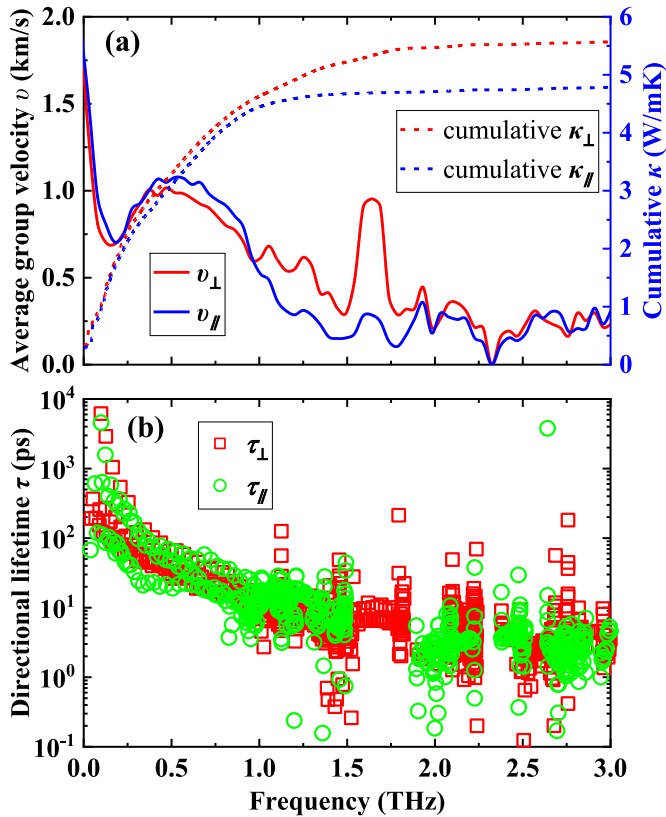 (a)
Average group velocity υ (km/s)
2.0
1.5
1.0
0.5
0.0
6
5
4
3
2
1
0
Cumulative κ (W/mK)
cumulative κ⊥
cumulative κ∥
υ⊥
υ∥
(b)
Directional lifetime τ (ps)
10⁴
10³
10²
10¹
10⁰
10⁻¹
τ⊥
τ∥
0.0 0.5 1.0 1.5 2.0 2.5 3.0
Frequency (THz)